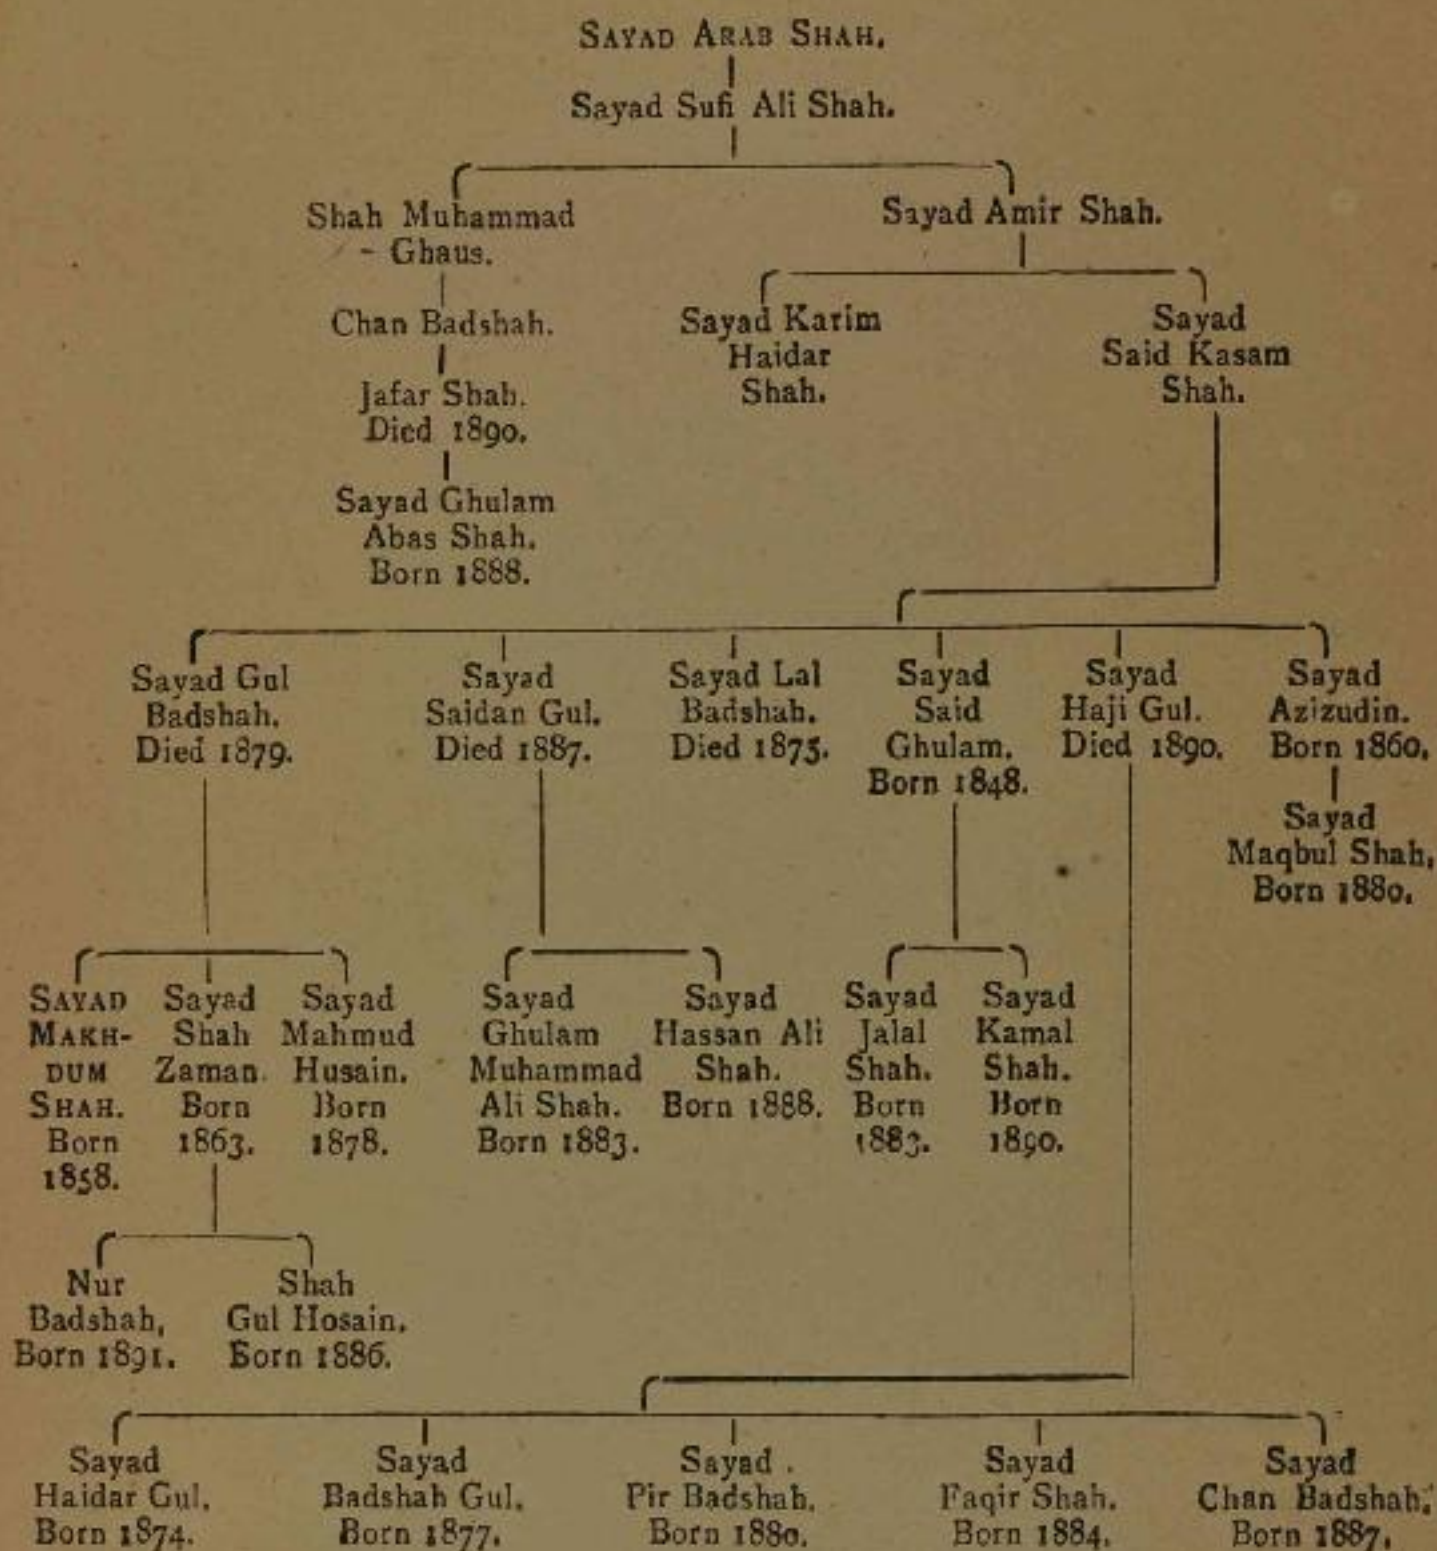 SAYAD ARAB SHAH.
Sayad Sufi Ali Shah.
Shah Muhammad
- Ghaus.
Sayad Amir Shah.
Chan Badshah.
Jafar Shah.
Died 1890.
Sayad Ghulam
Abas Shah.
Born 1888.
Sayad Karim
Haidar
Shah.
Sayad
Said Kasam
Shah.
Sayad Gul
Badshah.
Died 1879.
Sayad
Saidan Gul.
Died 1887.
Sayad Lal
Badshah.
Died 1875.
Sayad
Said
Ghulam.
Born 1848.
Sayad
Haji Gul.
Died 1890.
Sayad
Azizudin.
Born 1860.
Sayad
Maqbul Shah,
Born 1880.
SAYAD
MAKH-
DUM
SHAH.
Born
1858.
Sayad
Shah
Zaman.
Born
1863.
Sayad
Mahmud
Husain.
Born
1878.
Sayad
Ghulam
Muhammad
Ali Shah.
Born 1883.
Sayad
Hassan Ali
Shah.
Born 1888.
Sayad
Jalal
Shah.
Born
1883.
Sayad
Kamal
Shah.
Born
1890.
Nur
Badshah,
Born 1891.
Shah
Gul Hosain.
Born 1886.
Sayad
Haidar Gul.
Born 1874.
Sayad
Badshah Gul.
Born 1877.
Sayad
Pir Badshah.
Born 1880.
Sayad
Faqir Shah.
Born 1884.
Sayad
Chan Badshah.
Born 1887.